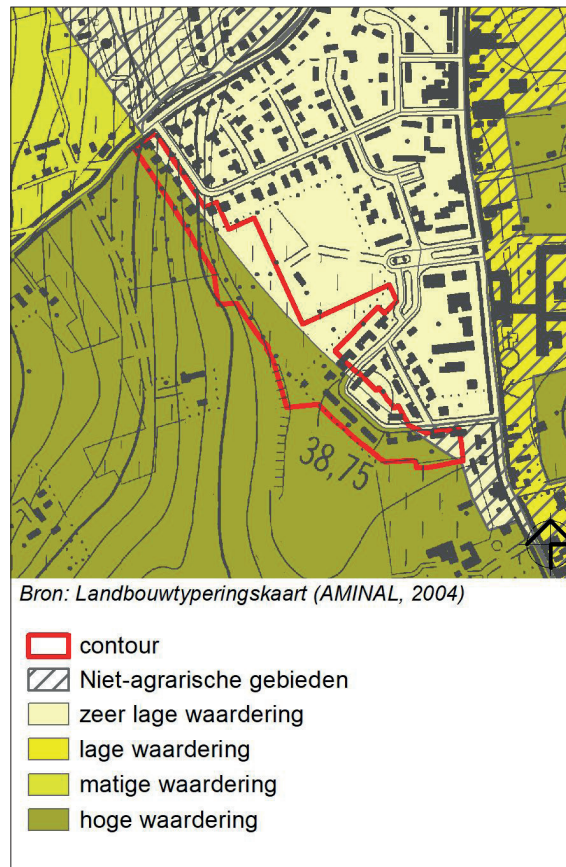 38,75
Bron: Landbouwtyperingskaart (AMINAL, 2004)
contour
Niet-agrarische gebieden
zeer lage waardering
lage waardering
matige waardering
hoge waardering